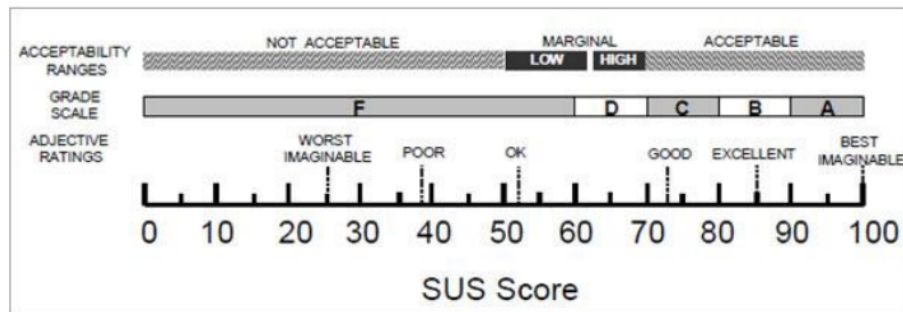 NOT ACCEPTABLE MARGINAL ACCEPTABLE
ACCEPTABILITY
RANGES
LOW HIGH
GRADE
SCALE
F D C B A
ADJECTIVE
RATINGS
WORST
IMAGINABLE
POOR
OK
GOOD
EXCELLENT
BEST
IMAGINABLE
0 10 20 30 40 50 60 70 80 90 100
SUS Score